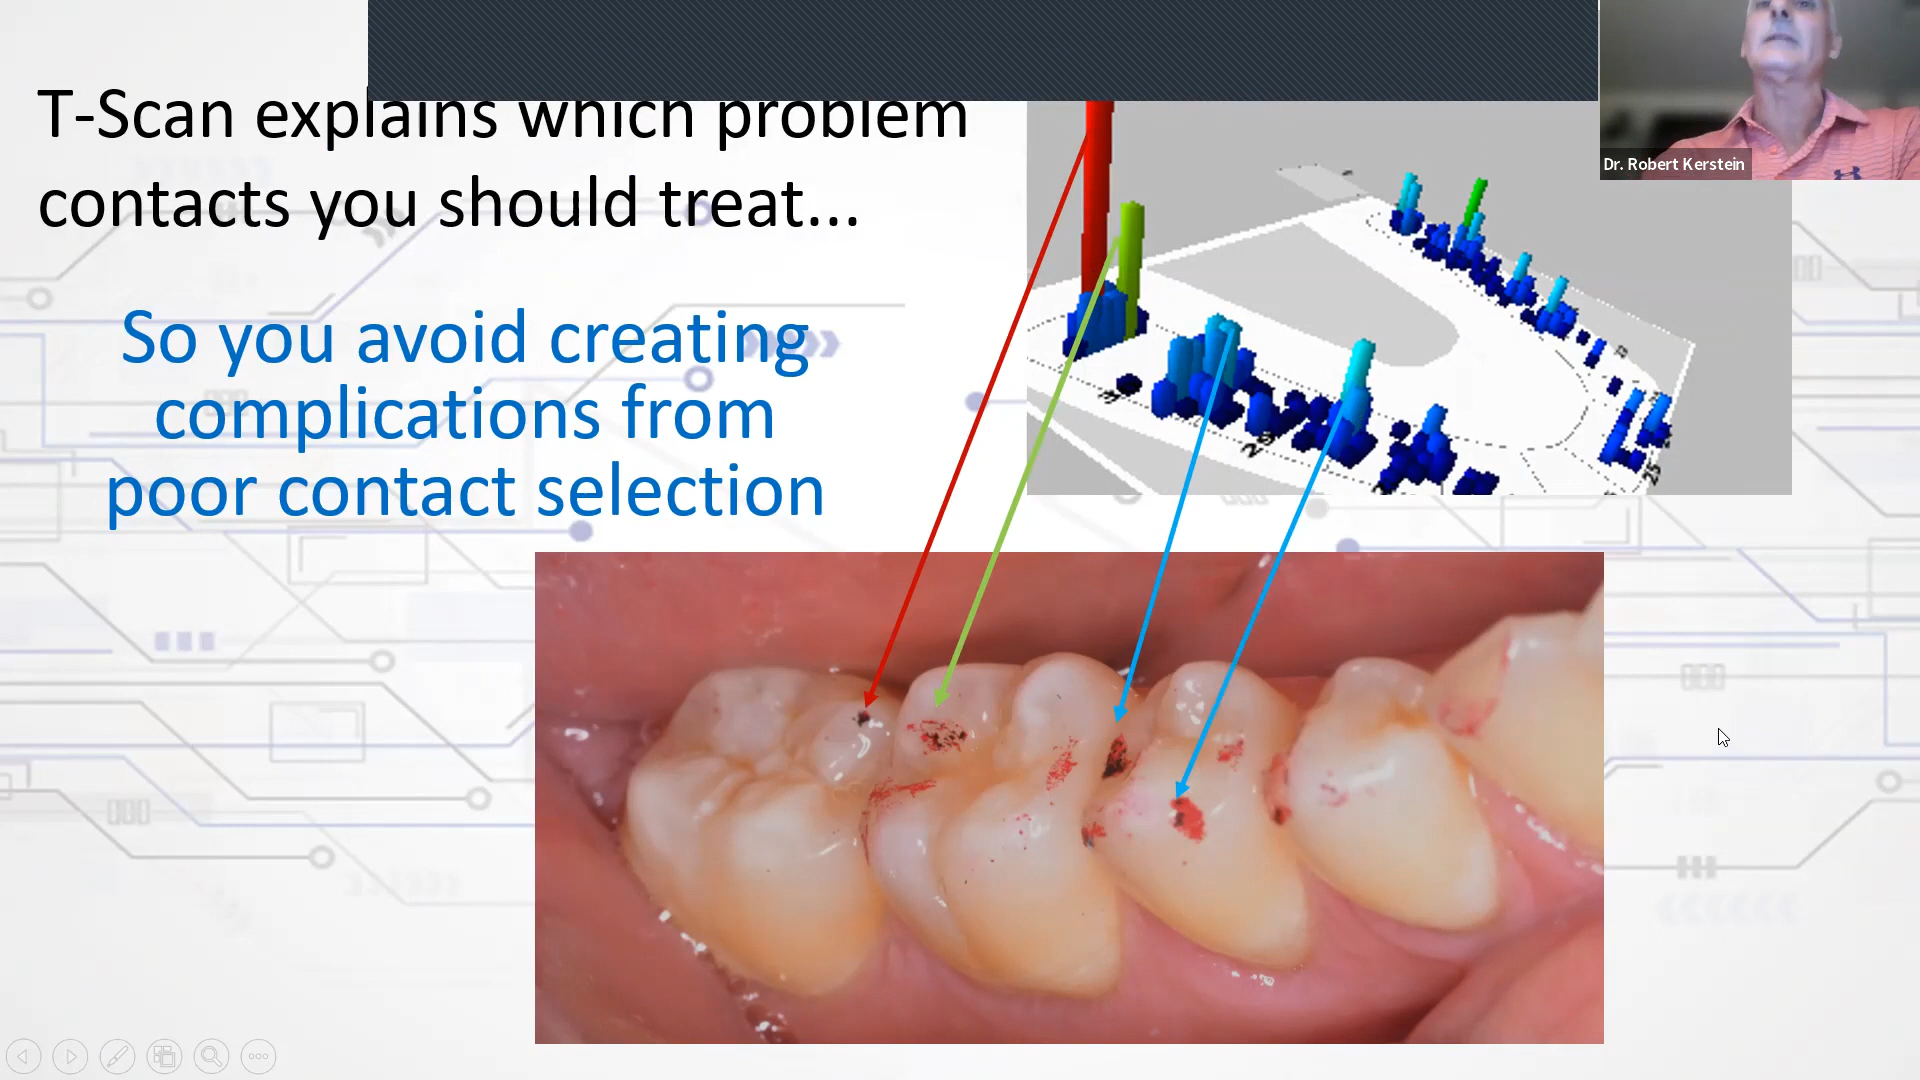 T-Scan explains which problem
contacts you should treat...
So you avoid creating
complications from
poor contact selection
Dr. Robert Kerstein